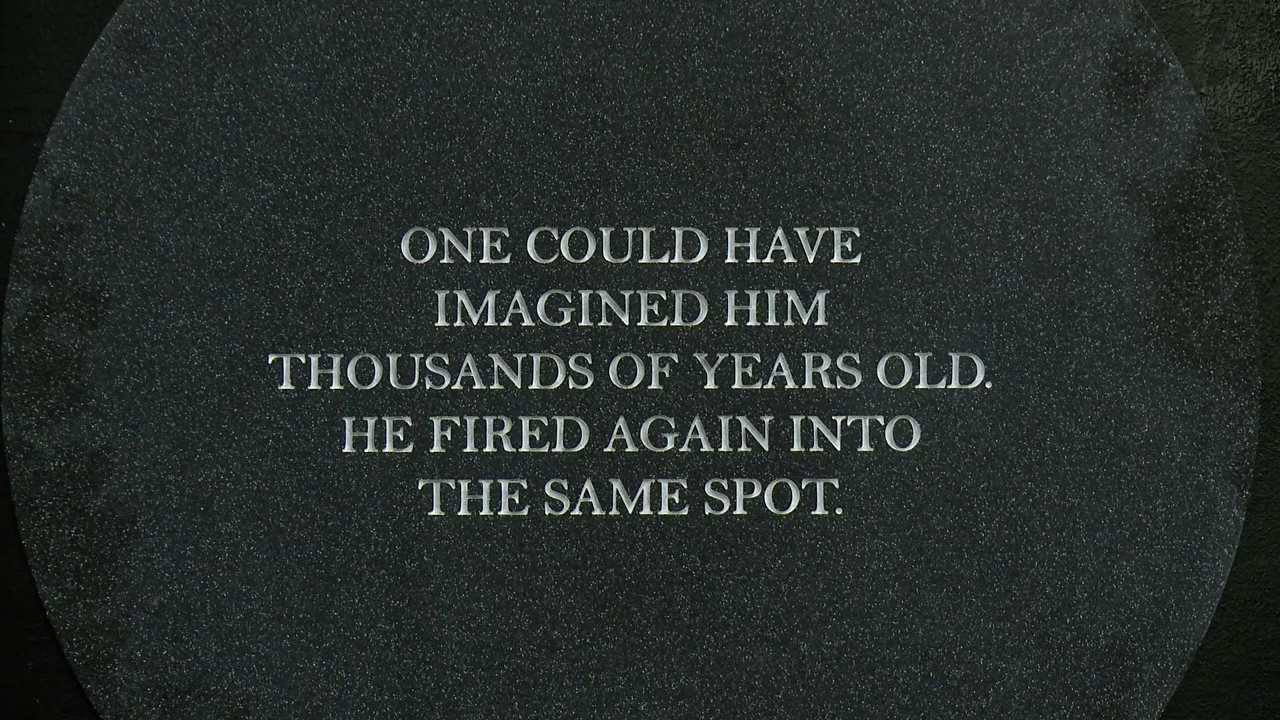 ONE COULD HAVE
IMAGINED HIM
THOUSANDS OF YEARS OLD.
HE FIRED AGAIN INTO
THE SAME SPOT.